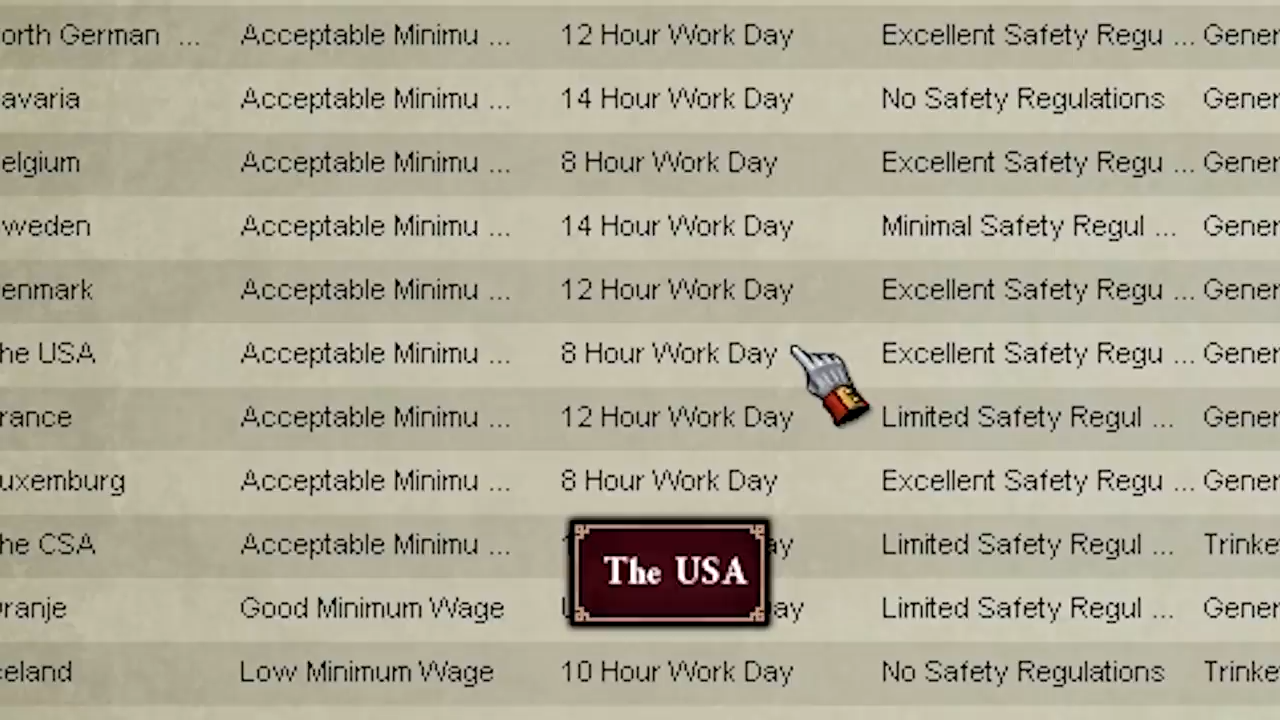 orth German ... Acceptable Minimu ... 12 Hour Work Day Excellent Safety Regu ... Gener
avaria Acceptable Minimu ... 14 Hour Work Day No Safety Regulations Gener
elgium Acceptable Minimu ... 8 Hour Work Day Excellent Safety Regu ... Gener
weden Acceptable Minimu ... 14 Hour Work Day Minimal Safety Regul ... Gener
enmark Acceptable Minimu ... 12 Hour Work Day Excellent Safety Regu ... Gener
he USA Acceptable Minimu ... 8 Hour Work Day Excellent Safety Regu ... Gener
rance Acceptable Minimu ... 12 Hour Work Day Limited Safety Regul ... Gener
uxemburg Acceptable Minimu ... 8 Hour Work Day Excellent Safety Regu ... Gener
he CSA Acceptable Minimu ... ay Limited Safety Regul ... Trinke
The USA
ranje Good Minimum Wage ay Limited Safety Regul ... Gener
eland Low Minimum Wage 10 Hour Work Day No Safety Regulations Trinke